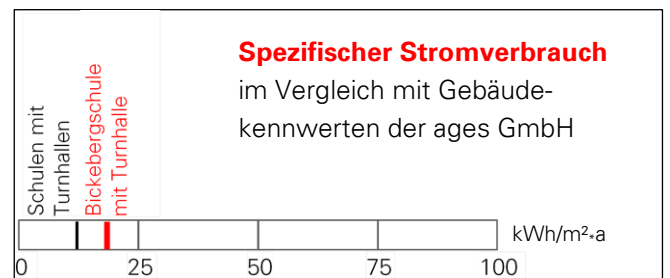 Spezifischer Stromverbrauch
im Vergleich mit Gebäude-
kennwerten der ages GmbH
Schulen mit
Turnhallen
Bickebergschule
mit Turnhalle
kWh/m²*a
0 25 50 75 100